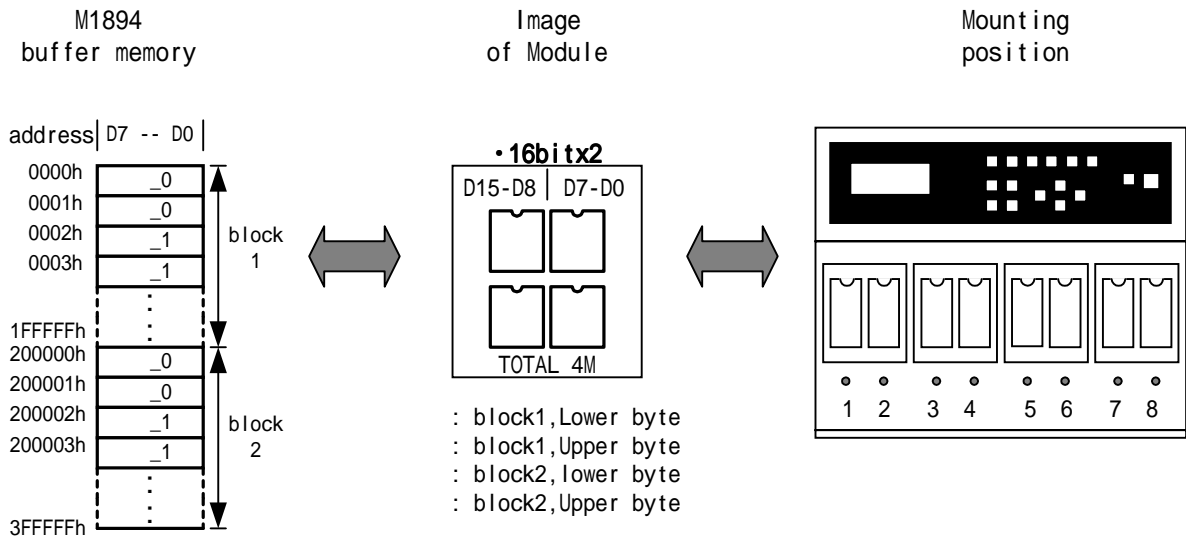 M1894
buffer memory
address D7 -- D0
0000h _0
0001h _0
0002h _1
0003h _1
1FFFFFh
block
1
200000h _0
200001h _0
200002h _1
200003h _1
3FFFFFh
block
2
Image
of Module
・16bitx2
D15-D8 D7-D0
TOTAL 4M
: block1,Lower byte
: block1,Upper byte
: block2,lower byte
: block2,Upper byte
Mounting
position
1 2 3 4 5 6 7 8